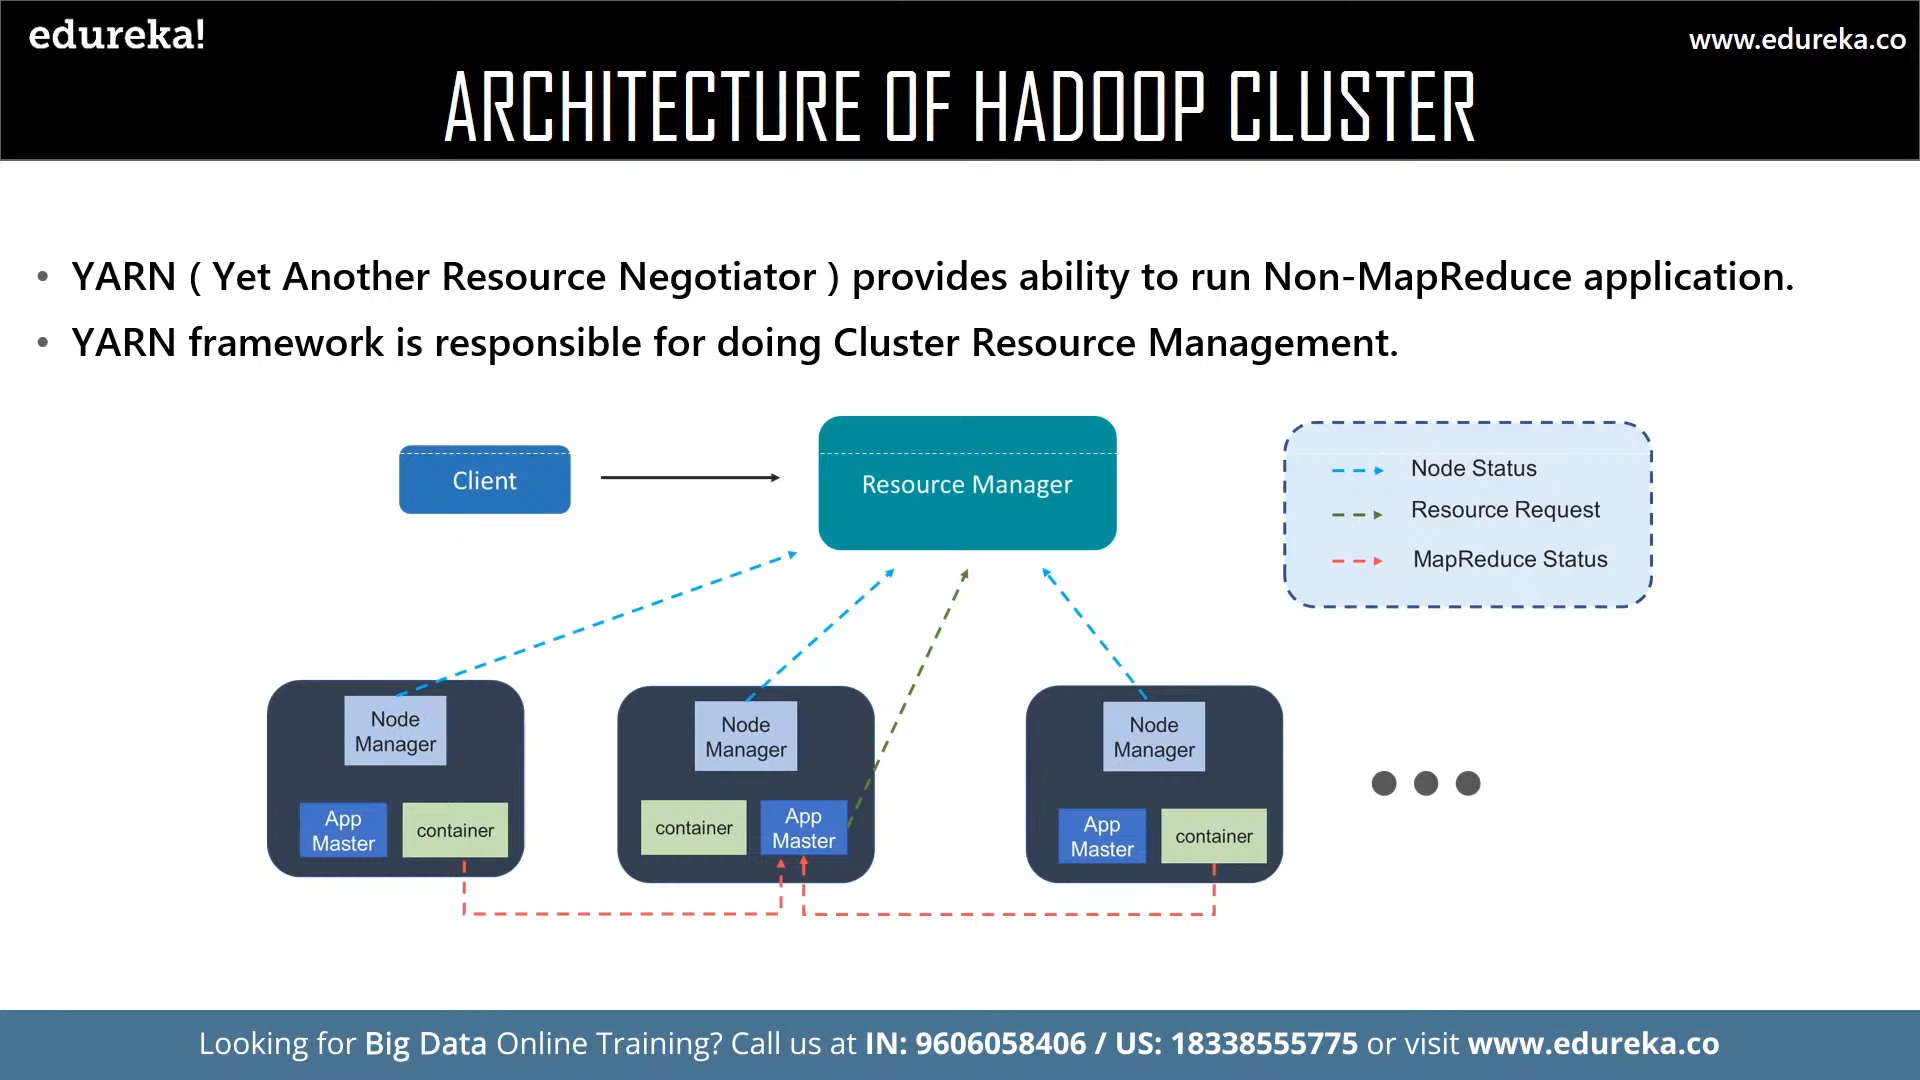 edureka!
www.edureka.co
ARCHITECTURE OF HADOOP CLUSTER
• YARN ( Yet Another Resource Negotiator ) provides ability to run Non-MapReduce application.
• YARN framework is responsible for doing Cluster Resource Management.
Client
Resource Manager
Node Status
Resource Request
MapReduce Status
Node
Manager
App
Master
container
Node
Manager
container
App
Master
Node
Manager
App
Master
container
Looking for Big Data Online Training? Call us at IN: 9606058406 / US: 18338555775 or visit www.edureka.co